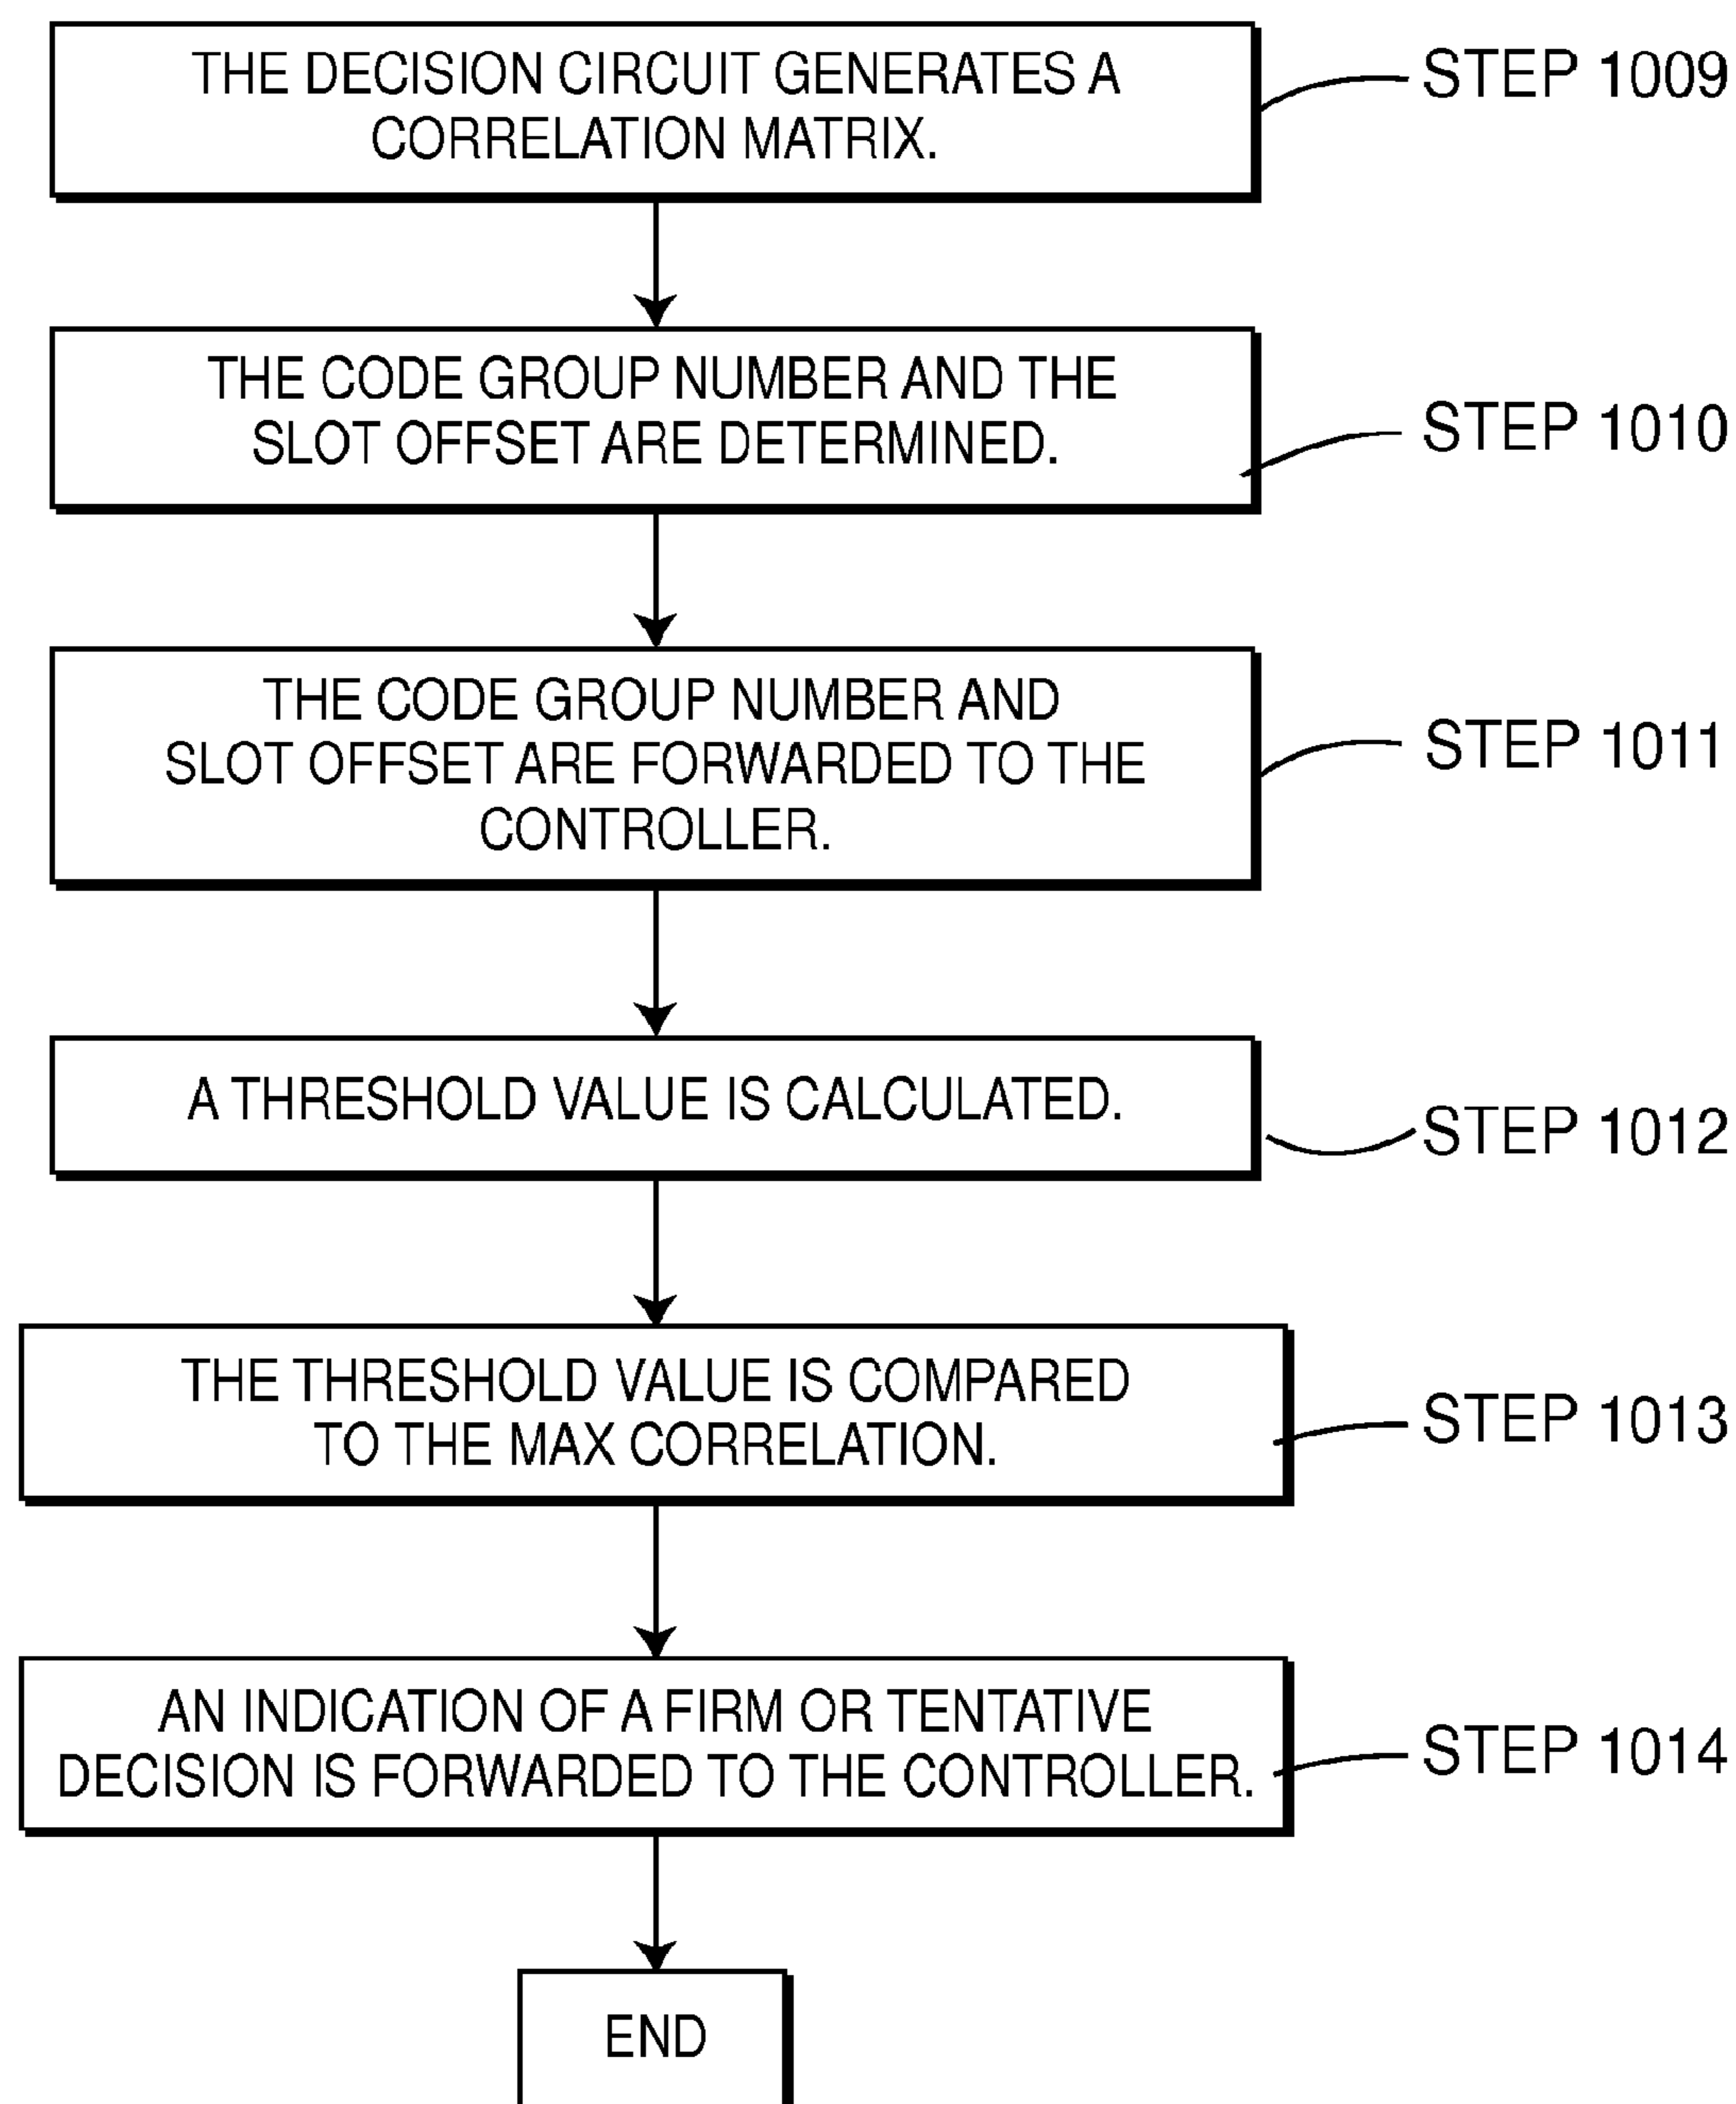 THE DECISION CIRCUIT GENERATES A
CORRELATION MATRIX.
STEP 1009
THE CODE GROUP NUMBER AND THE
SLOT OFFSET ARE DETERMINED.
STEP 1010
THE CODE GROUP NUMBER AND
SLOT OFFSET ARE FORWARDED TO THE
CONTROLLER.
STEP 1011
A THRESHOLD VALUE IS CALCULATED.
STEP 1012
THE THRESHOLD VALUE IS COMPARED
TO THE MAX CORRELATION.
STEP 1013
AN INDICATION OF A FIRM OR TENTATIVE
DECISION IS FORWARDED TO THE CONTROLLER.
STEP 1014
END